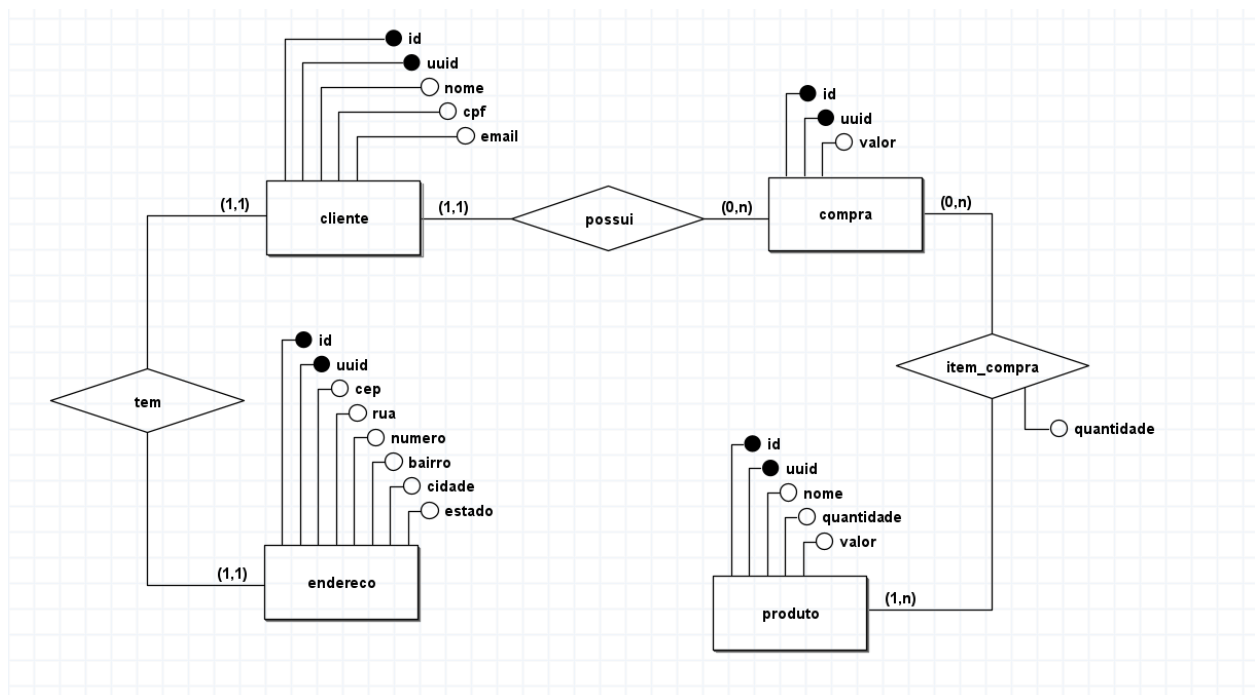 id
uuid
nome
cpf
email
cliente
(1,1)
(1,1)
possui
(0,n)
id
uuid
valor
compra
(0,n)
tem
id
uuid
cep
rua
numero
bairro
cidade
estado
(1,1)
endereco
item_compra
quantidade
id
uuid
nome
quantidade
valor
produto
(1,n)